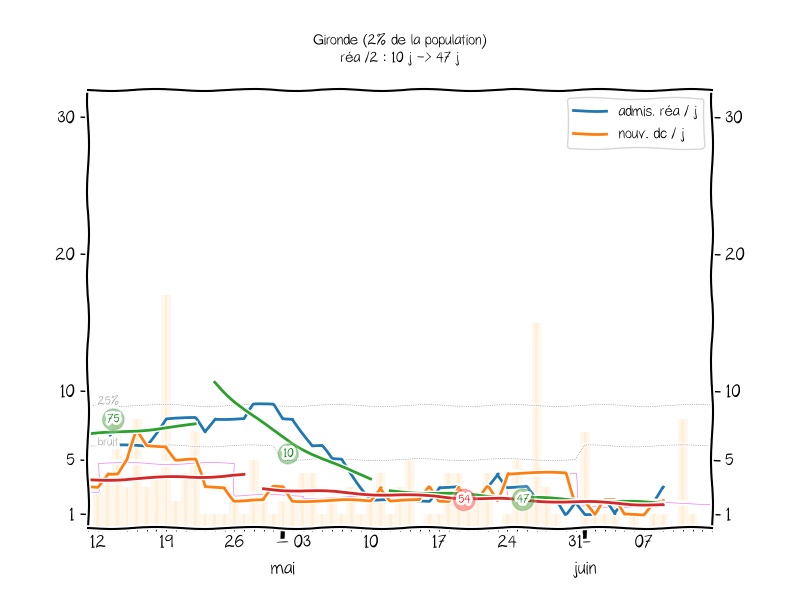 Gironde (2% de la population)
réa /2 : 10 j -> 47 j
admis. réa / j
nouv. dc / j
30
30
20
20
10
10
25%
75
bruit
10
5
5
54
47
1
1
12 19 26 03 10 17 24 31 07
mai juin